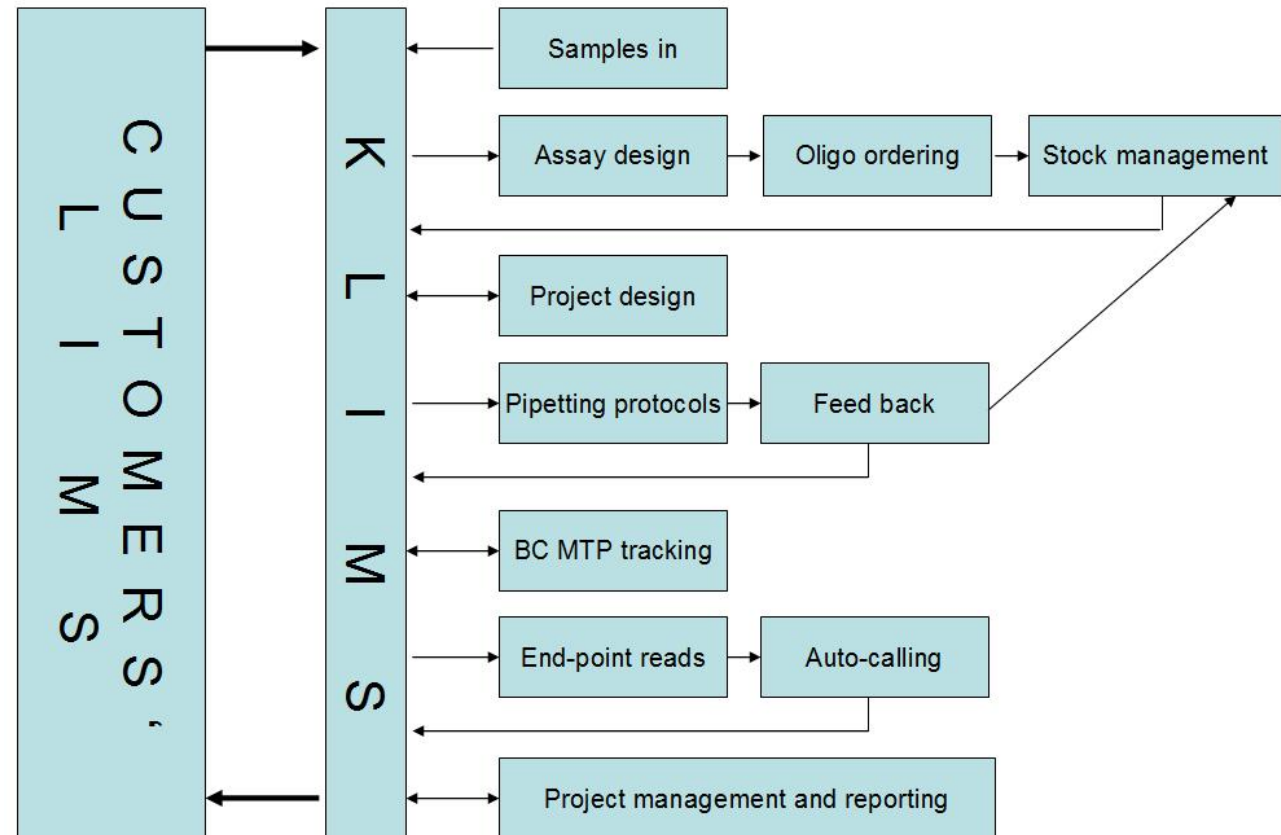 CUSTOMERS'
LIMS
KLIMS
Samples in
Assay design
Oligo ordering
Stock management
Project design
Pipetting protocols
Feed back
BC MTP tracking
End-point reads
Auto-calling
Project management and reporting